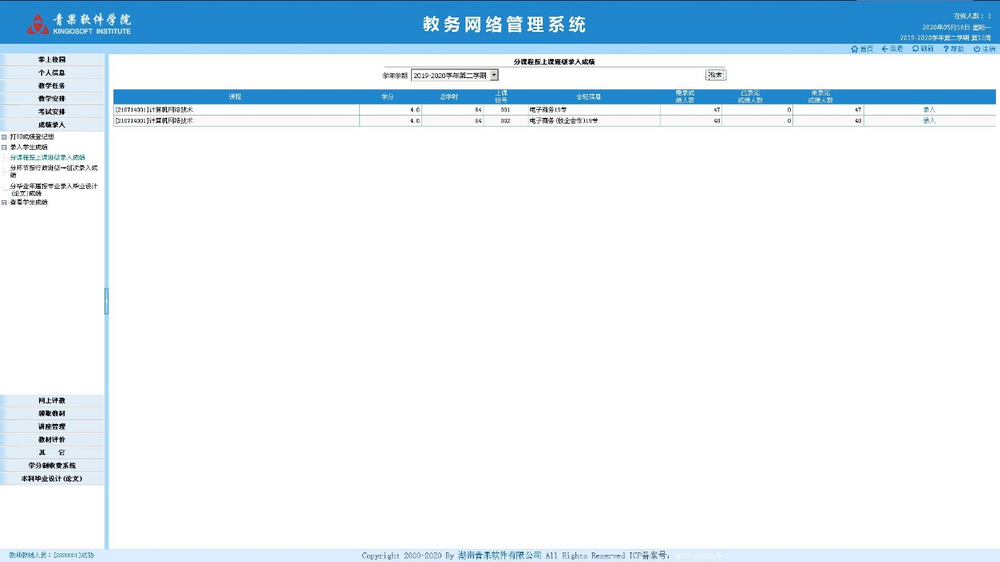 青果软件学院
KINGOSOFT INSTITUTE
教务网络管理系统
在线人数： 3
2020年05月18日 星期一
2019-2020学年第二学期 第13周
首页 后退 刷新 帮助 注销
学上校园
个人信息
教学任务
教学安排
考试安排
成绩录入
打印成绩登记册
录入学生成绩
分课程按上课班级录入成绩
分环节按行政班级→组次录入成
绩
分毕业年届按专业录入毕业设计
(论文)成绩
查看学生成绩
网上评教
领取教材
讲座管理
教材评价
其 它
学分制收费系统
本科毕业设计(论文)
分课程按上课班级录入成绩
学年学期 2019-2020学年第二学期 检索
课程 学分 总学时 上课班号 合班信息 需录成绩人数 已录完成绩人数 未录完成绩人数
[210714001]计算机网络技术 4.0 64 001 电子商务19专 47 0 47 录入
[210714001]计算机网络技术 4.0 64 002 电子商务(校企合作)19专 48 0 48 录入
教师教辅人员：[2020001]成功
Copyright 2000-2020 By 湖南青果软件有限公司 All Rights Reserved ICP备案号：